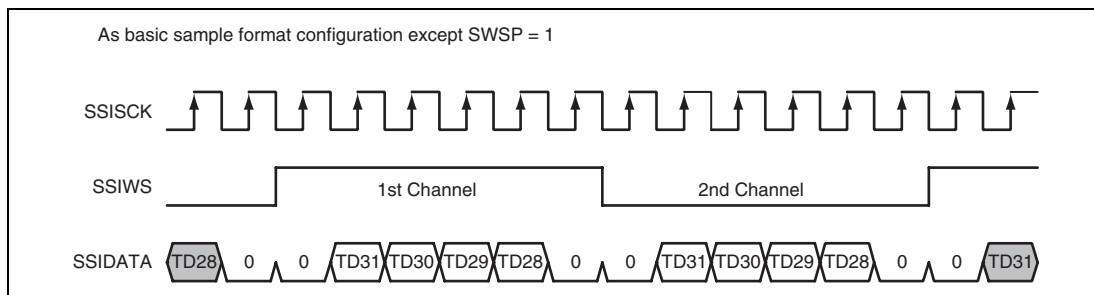 As basic sample format configuration except SWSP = 1
SSISCK
SSIWS 1st Channel 2nd Channel
SSIDATA TD28 0 0 TD31 TD30 TD29 TD28 0 0 TD31 TD30 TD29 TD28 0 0 TD31